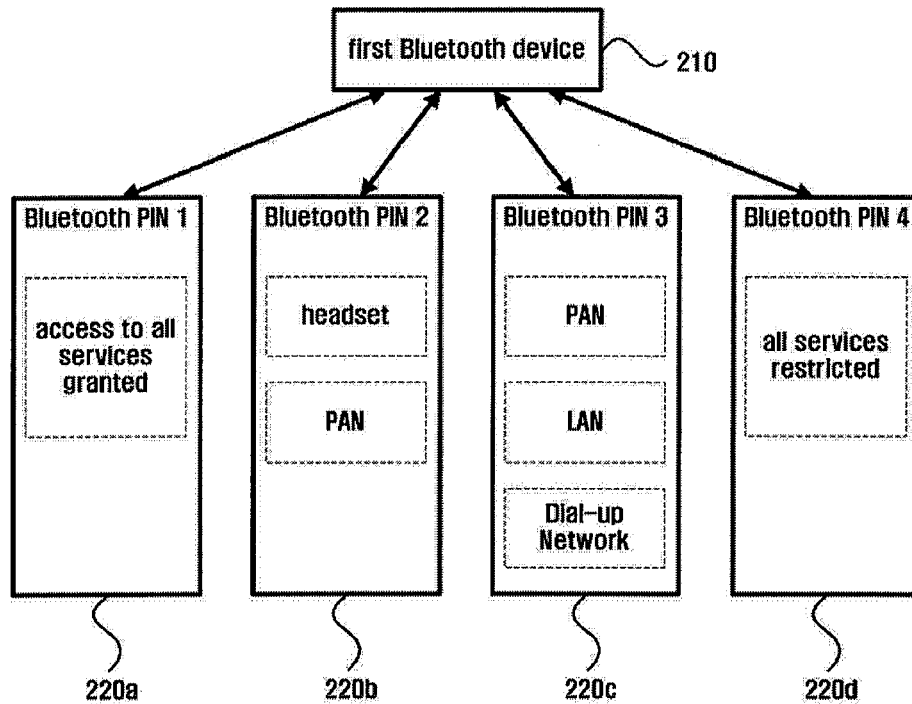 first Bluetooth device
210
Bluetooth PIN 1
access to all
services
granted
220a
Bluetooth PIN 2
headset
PAN
220b
Bluetooth PIN 3
PAN
LAN
Dial-up
Network
220c
Bluetooth PIN 4
all services
restricted
220d